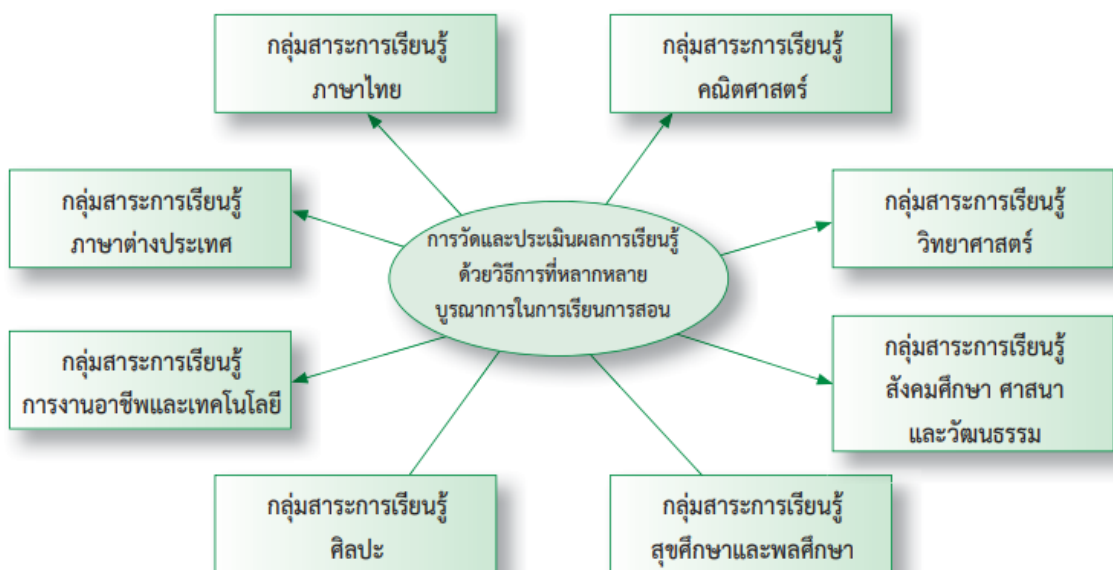 กลุ่มสาระการเรียนรู้
ภาษาไทย
กลุ่มสาระการเรียนรู้
คณิตศาสตร์
กลุ่มสาระการเรียนรู้
ภาษาต่างประเทศ
การวัดและประเมินผลการเรียนรู้
ด้วยวิธีการที่หลากหลาย
บูรณาการในการเรียนการสอน
กลุ่มสาระการเรียนรู้
วิทยาศาสตร์
กลุ่มสาระการเรียนรู้
การงานอาชีพและเทคโนโลยี
กลุ่มสาระการเรียนรู้
สังคมศึกษา ศาสนา
และวัฒนธรรม
กลุ่มสาระการเรียนรู้
ศิลปะ
กลุ่มสาระการเรียนรู้
สุขศึกษาและพลศึกษา